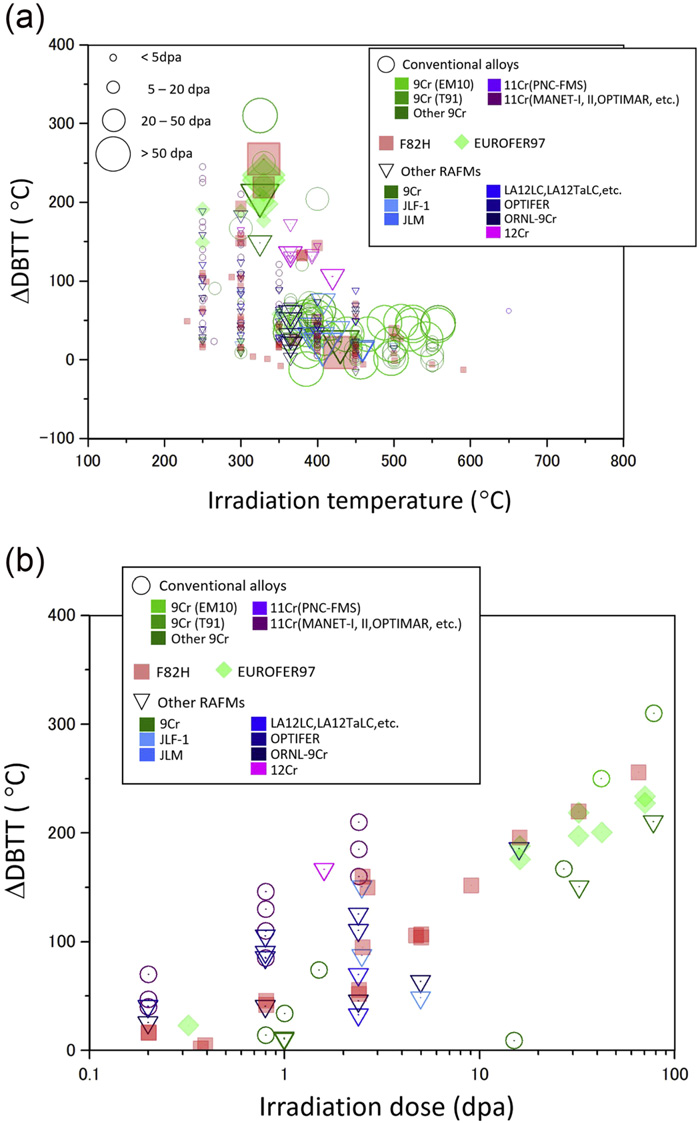 (a)
400
300
200
100
0
-100
ΔDBTT ( °C)
< 5dpa
5 – 20 dpa
20 – 50 dpa
> 50 dpa
Conventional alloys
9Cr (EM10)
11Cr(PNC-FMS)
9Cr (T91)
11Cr(MANET-I, II,OPTIMAR, etc.)
Other 9Cr
F82H
EUROFER97
Other RAFMs
9Cr
LA12LC,LA12TaLC,etc.
JLF-1
OPTIFER
JLM
ORNL-9Cr
12Cr
100 200 300 400 500 600 700 800
Irradiation temperature (°C)
(b)
Conventional alloys
9Cr (EM10)
11Cr(PNC-FMS)
9Cr (T91)
11Cr(MANET-I, II,OPTIMAR, etc.)
Other 9Cr
F82H
EUROFER97
Other RAFMs
9Cr
LA12LC,LA12TaLC,etc.
JLF-1
OPTIFER
JLM
ORNL-9Cr
12Cr
400
300
200
100
0
ΔDBTT ( °C)
0.1 1 10 100
Irradiation dose (dpa)